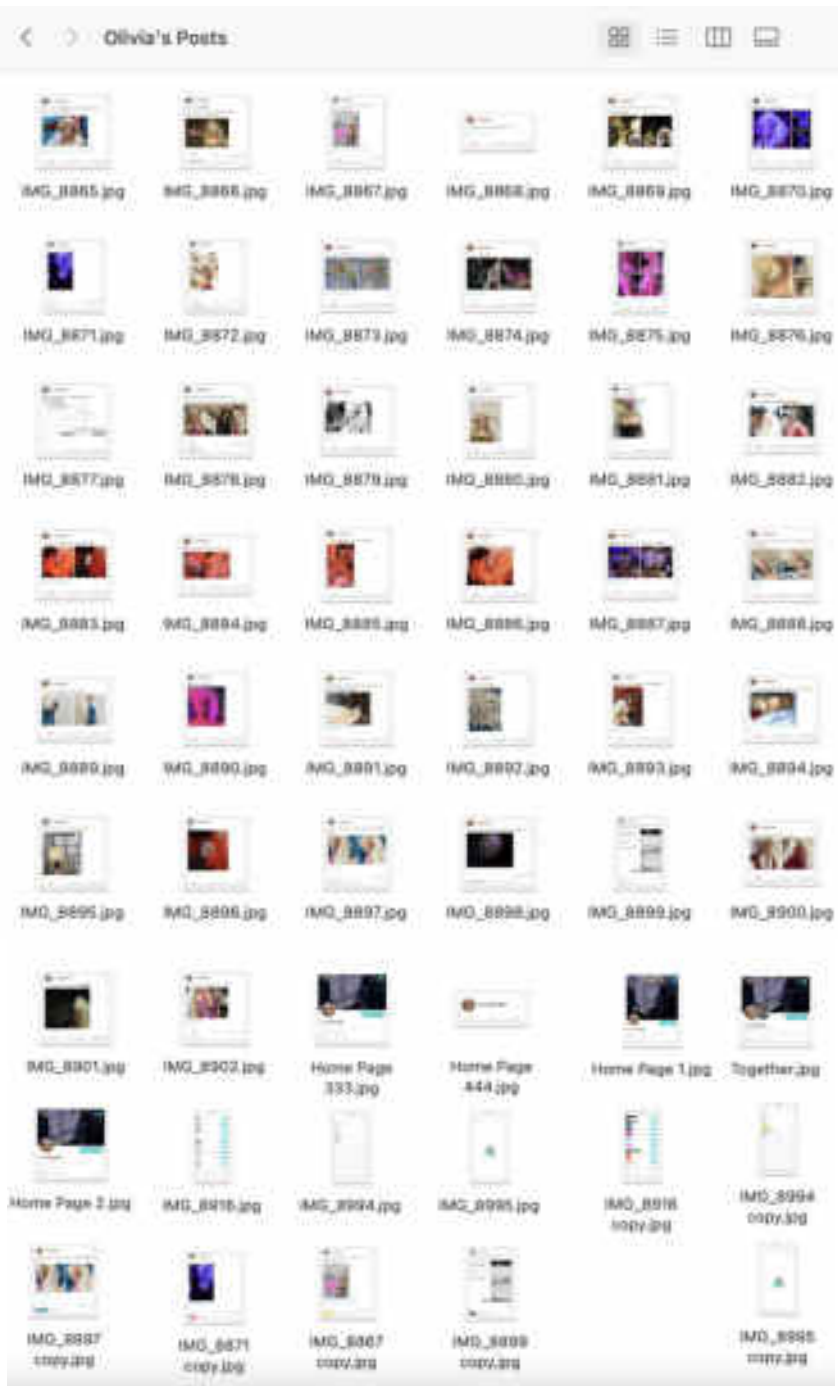 Olivia's Posts
IMG_8865.jpg IMG_8866.jpg IMG_8867.jpg IMG_8868.jpg IMG_8869.jpg IMG_8870.jpg
IMG_8871.jpg IMG_8872.jpg IMG_8873.jpg IMG_8874.jpg IMG_8875.jpg IMG_8876.jpg
IMG_8877.jpg IMG_8878.jpg IMG_8879.jpg IMG_8880.jpg IMG_8881.jpg IMG_8882.jpg
IMG_8883.jpg IMG_8884.jpg IMG_8885.jpg IMG_8886.jpg IMG_8887.jpg IMG_8888.jpg
IMG_8889.jpg IMG_8890.jpg IMG_8891.jpg IMG_8892.jpg IMG_8893.jpg IMG_8894.jpg
IMG_8895.jpg IMG_8896.jpg IMG_8897.jpg IMG_8898.jpg IMG_8899.jpg IMG_8900.jpg
IMG_8901.jpg IMG_8902.jpg Home Page Home Page Home Page 1.jpg Together.jpg
333.jpg 444.jpg
Home Page 2.jpg IMG_8994.jpg IMG_8995.jpg IMG_8994
copy.jpg copy.jpg
IMG_8871 IMG_8867 IMG_8899 IMG_8995
copy.jpg copy.jpg copy.jpg copy.jpg copy.jpg